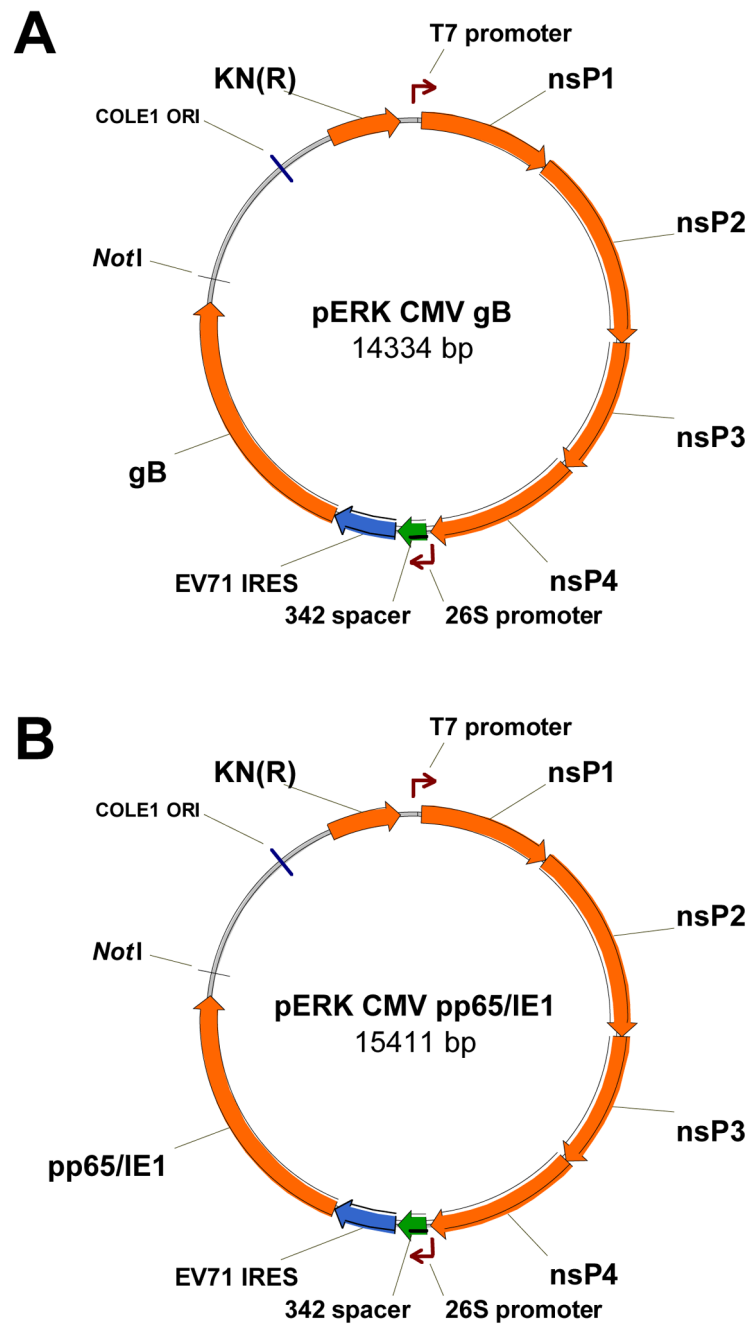 A
T7 promoter
KN(R)
nsP1
COLE1 ORI
nsP2
NotI
pERK CMV gB
14334 bp
nsP3
gB
EV71 IRES
nsP4
342 spacer
26S promoter
B
T7 promoter
KN(R)
nsP1
COLE1 ORI
nsP2
NotI
pERK CMV pp65/IE1
15411 bp
nsP3
pp65/IE1
EV71 IRES
nsP4
342 spacer
26S promoter